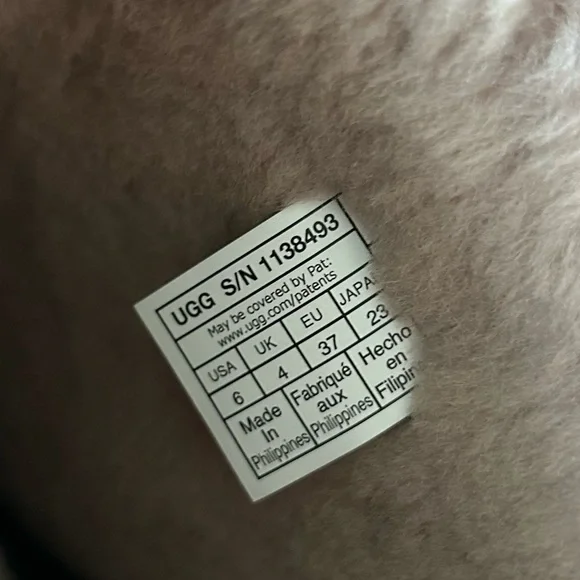 UGG S/N 1138493
May be covered by Pat:
www.ugg.com/patents
USA UK EU
6 4 37 23
Made In Philippines
Fabriqué aux Philippines
Hecho en